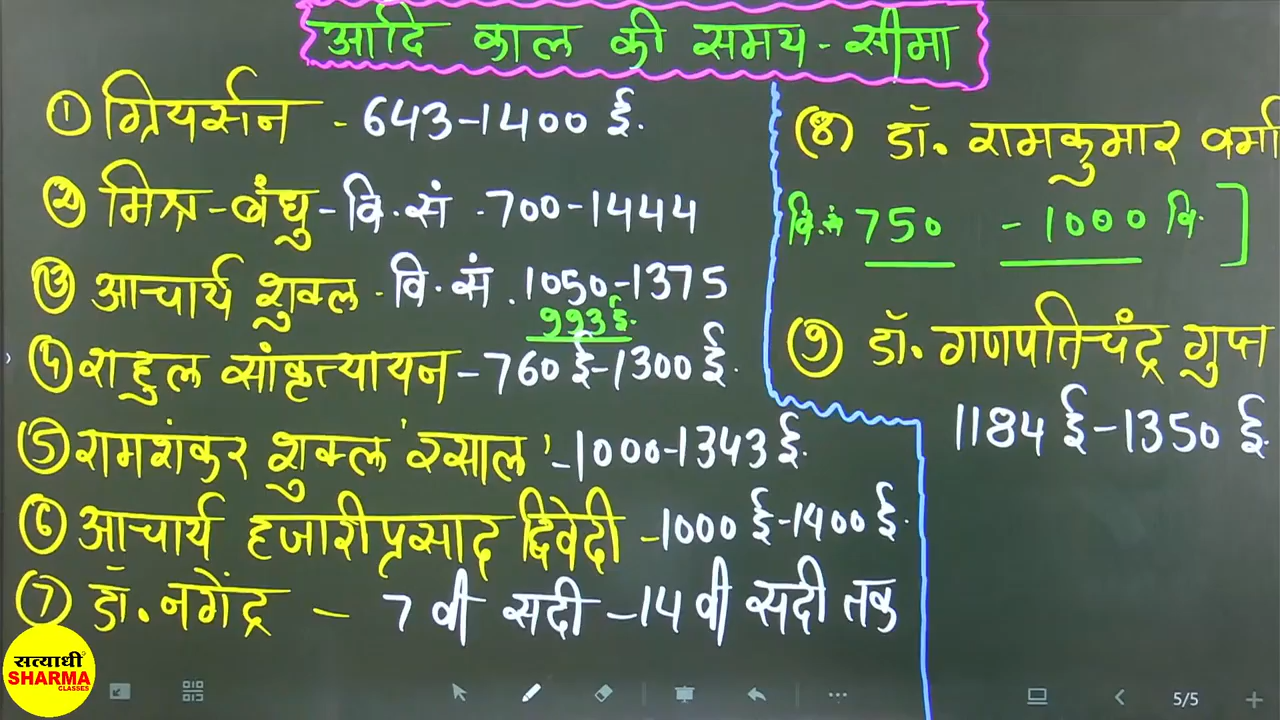 आदि काल की समय-सीमा
① ग्रियर्सन - 643-1400 ई.
② मिश्र-बंधु - वि.सं. 700-1444
③ आचार्य शुक्ल - वि.सं. 1050-1375
993 ई.
④ राहुल सांकृत्यायन - 760 ई-1300 ई.
⑤ रामशंकर शुक्ल 'रसाल' - 1000-1343 ई.
⑥ आचार्य हजारीप्रसाद द्विवेदी - 1000 ई-1400 ई.
⑦ डॉ. नगेंद्र - 7 वी सदी - 14 वी सदी तक
(8) डॉ. रामकुमार वर्मा
वि.सं 750 - 1000 वि. ]
(9) डॉ. गणपतिचंद्र गुप्त
1184 ई-1350 ई.
सत्यार्थी
SHARMA
CLASSES
5/5